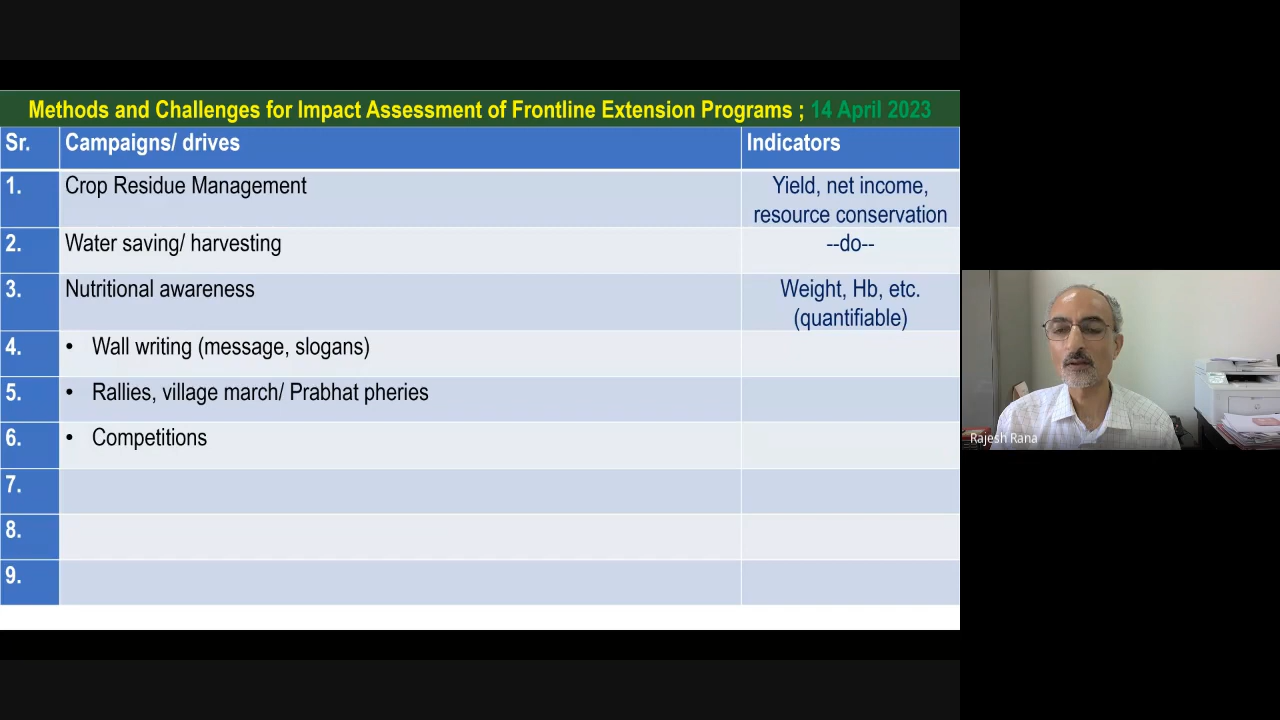 Methods and Challenges for Impact Assessment of Frontline Extension Programs ; 14 April 2023
Sr. Campaigns/ drives Indicators
1. Crop Residue Management Yield, net income,
resource conservation
2. Water saving/ harvesting --do--
3. Nutritional awareness Weight, Hb, etc.
(quantifiable)
4. • Wall writing (message, slogans)
5. • Rallies, village march/ Prabhat pheries
6. • Competitions
7.
8.
9.
Rajesh Rana